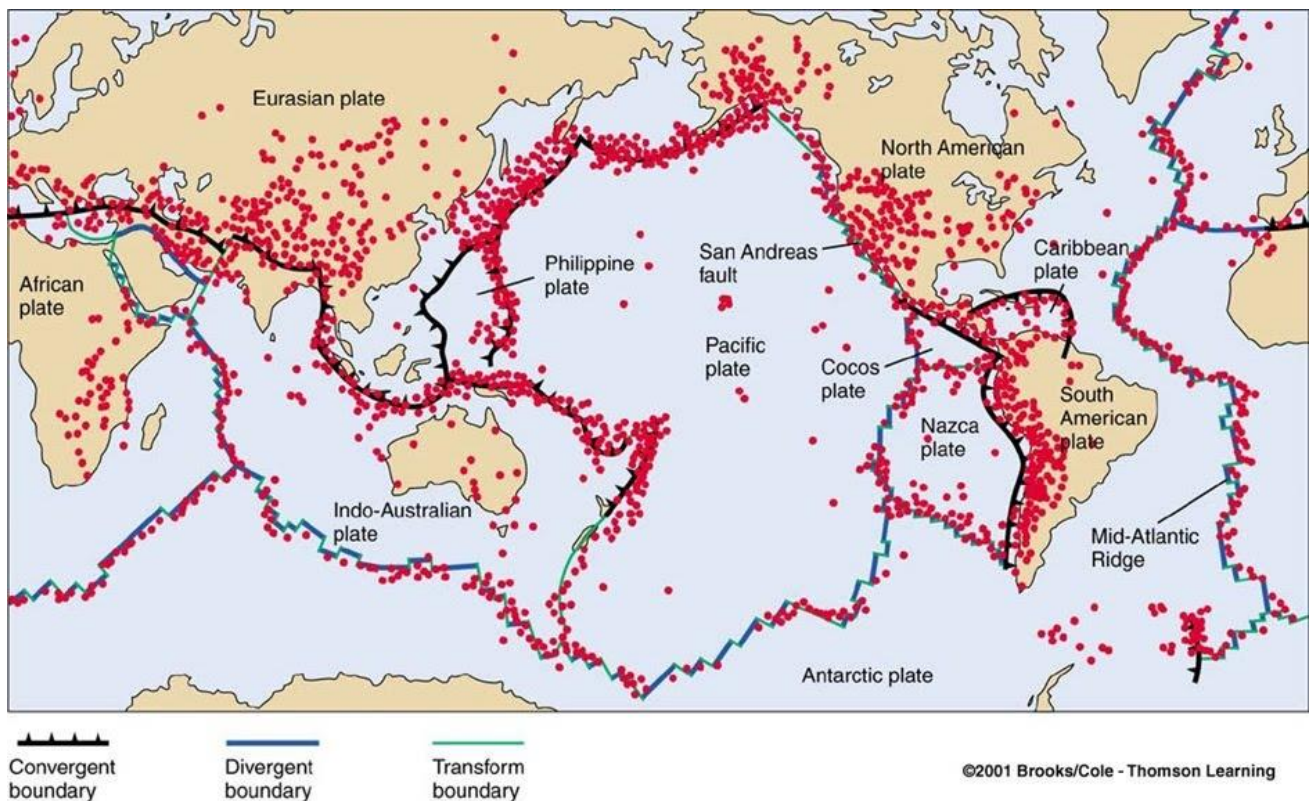 Eurasian plate
North American
plate
San Andreas
fault
Caribbean
plate
African
plate
Philippine
plate
Pacific
plate
Cocos
plate
Nazca
plate
South
American
plate
Indo-Australian
plate
Mid-Atlantic
Ridge
Antarctic plate
Convergent
boundary
Divergent
boundary
Transform
boundary
©2001 Brooks/Cole - Thomson Learning